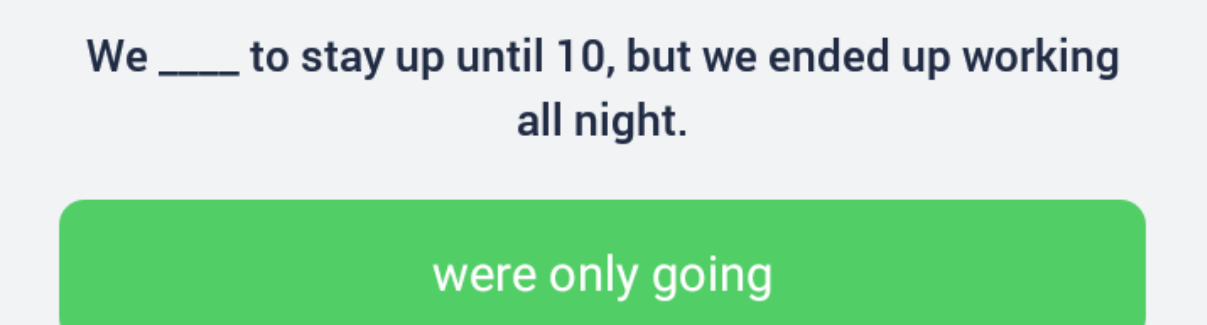 We ____ to stay up until 10, but we ended up working
all night.
were only going